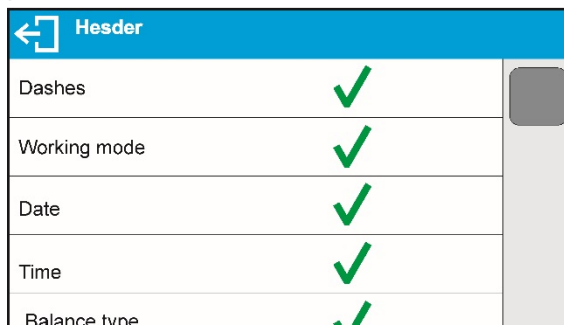 Hesder
Dashes
Working mode
Date
Time
Balance type